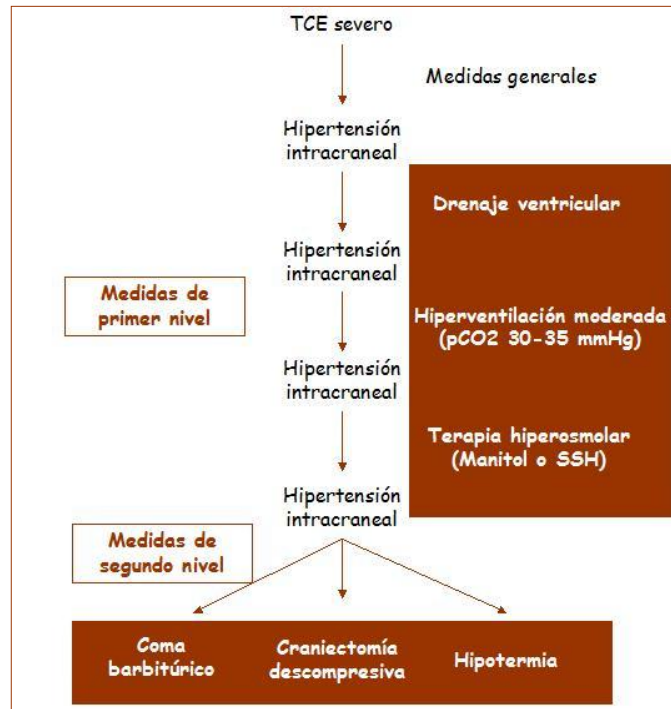 TCE severo
Medidas generales
Hipertensión
intracraneal
Drenaje ventricular
Hipertensión
intracraneal
Medidas de
primer nivel
Hiperventilación moderada
(pCO2 30-35 mmHg)
Hipertensión
intracraneal
Terapia hiperosmolar
(Manitol o SSH)
Hipertensión
intracraneal
Medidas de
segundo nivel
Coma
barbitúrico
Craniectomía
descompresiva
Hipotermia